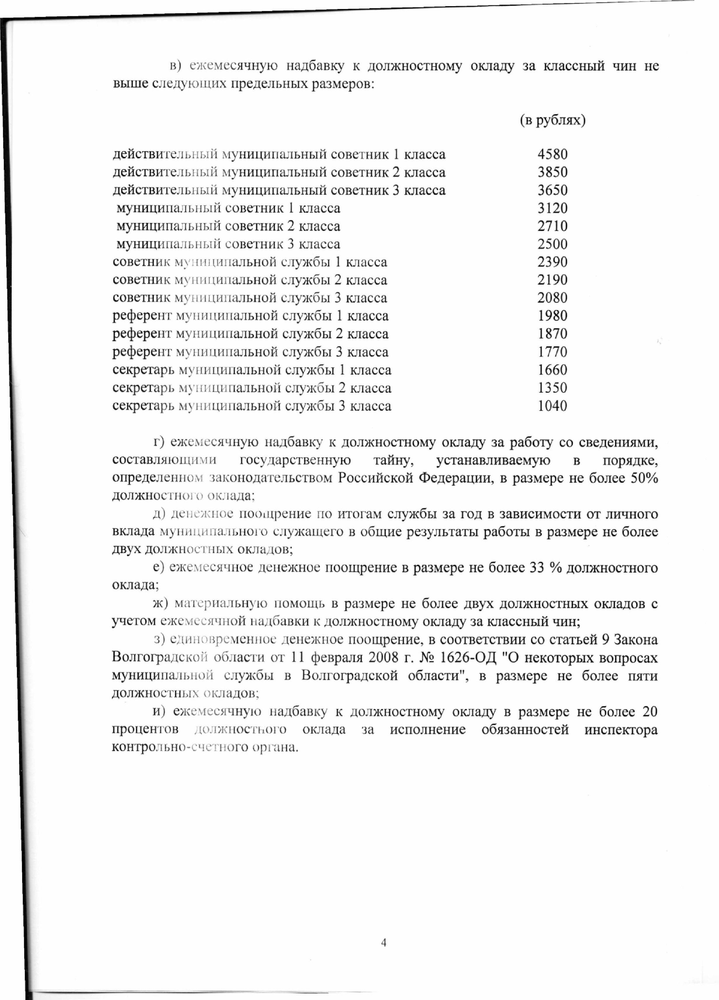 в) ежемесячную надбавку к должностному окладу за классный чин не
выше следующих предельных размеров:
(в рублях)
действительный муниципальный советник 1 класса 4580
действительный муниципальный советник 2 класса 3850
действительный муниципальный советник 3 класса 3650
муниципальный советник 1 класса 3120
муниципальный советник 2 класса 2710
муниципальный советник 3 класса 2500
советник муниципальной службы 1 класса 2390
советник муниципальной службы 2 класса 2190
советник муниципальной службы 3 класса 2080
референт муниципальной службы 1 класса 1980
референт муниципальной службы 2 класса 1870
референт муниципальной службы 3 класса 1770
секретарь муниципальной службы 1 класса 1660
секретарь муниципальной службы 2 класса 1350
секретарь муниципальной службы 3 класса 1040
г) ежемесячную надбавку к должностному окладу за работу со сведениями,
составляющими государственную тайну, устанавливаемую в порядке,
определенном законодательством Российской Федерации, в размере не более 50%
должностного оклада;
д) денежное поощрение по итогам службы за год в зависимости от личного
вклада муниципального служащего в общие результаты работы в размере не более
двух должностных окладов;
е) ежемесячное денежное поощрение в размере не более 33 % должностного
оклада;
ж) материальную помощь в размере не более двух должностных окладов с
учетом ежемесячной надбавки к должностному окладу за классный чин;
з) единовременное денежное поощрение, в соответствии со статьей 9 Закона
Волгоградской области от 11 февраля 2008 г. № 1626-ОД "О некоторых вопросах
муниципальной службы в Волгоградской области", в размере не более пяти
должностных окладов;
и) ежемесячную надбавку к должностному окладу в размере не более 20
процентов должностного оклада за исполнение обязанностей инспектора
контрольно-счетного органа.
4